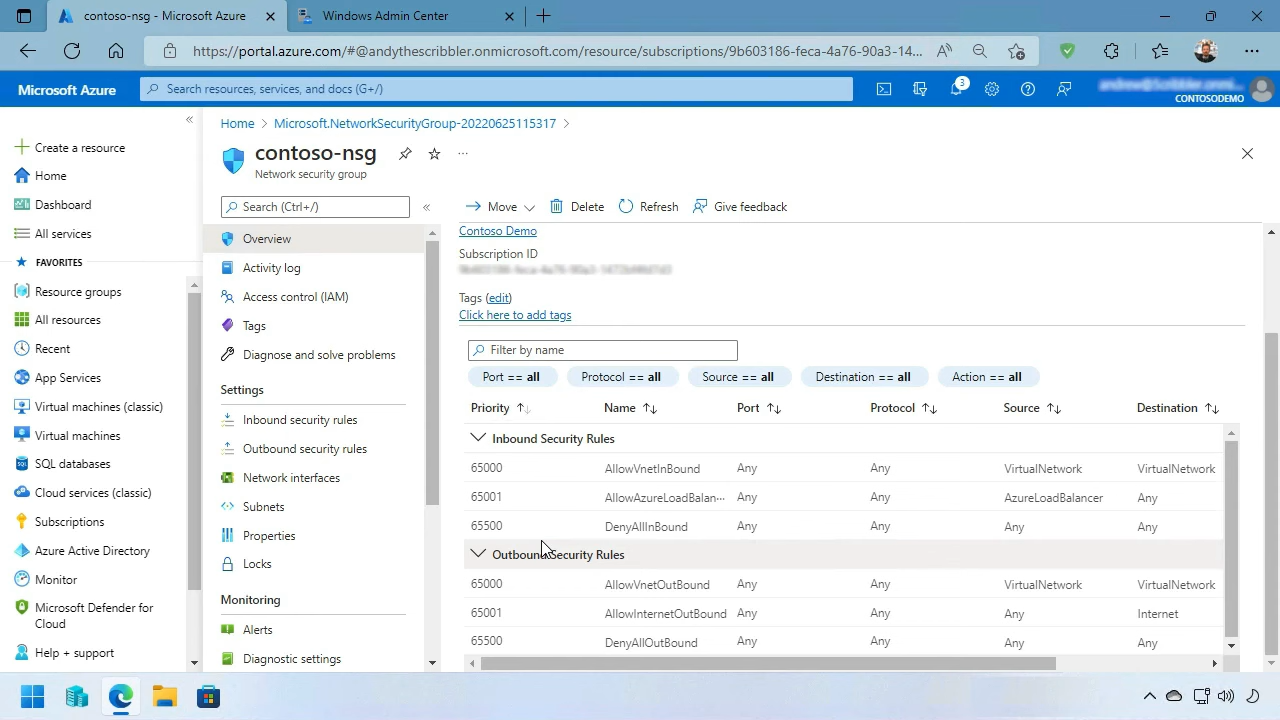 contoso-nsg - Microsoft Azure
Windows Admin Center
https://portal.azure.com/#@andythescribbler.onmicrosoft.com/resource/subscriptions/9b603186-feca-4a76-90a3-14...
Microsoft Azure
Search resources, services, and docs (G+/)
3
CONTOSODEMO
Home > Microsoft.NetworkSecurityGroup-20220625115317 >
contoso-nsg
Network security group
Create a resource
Home
Dashboard
All services
FAVORITES
Resource groups
All resources
Recent
App Services
Virtual machines (classic)
Virtual machines
SQL databases
Cloud services (classic)
Subscriptions
Azure Active Directory
Monitor
Microsoft Defender for
Cloud
Help + support
Search (Ctrl+/)
Overview
Activity log
Access control (IAM)
Tags
Diagnose and solve problems
Settings
Inbound security rules
Outbound security rules
Network interfaces
Subnets
Properties
Locks
Monitoring
Alerts
Diagnostic settings
Move Delete Refresh Give feedback
Contoso Demo
Subscription ID
Tags (edit)
Click here to add tags
Filter by name
Port == all Protocol == all Source == all Destination == all Action == all
Priority Name Port Protocol Source Destination
Inbound Security Rules
65000 AllowVnetInBound Any Any VirtualNetwork VirtualNetwork
65001 AllowAzureLoadBalan... Any Any AzureLoadBalancer Any
65500 DenyAllInBound Any Any Any Any
Outbound Security Rules
65000 AllowVnetOutBound Any Any VirtualNetwork VirtualNetwork
65001 AllowInternetOutBound Any Any Any Internet
65500 DenyAllOutBound Any Any Any Any